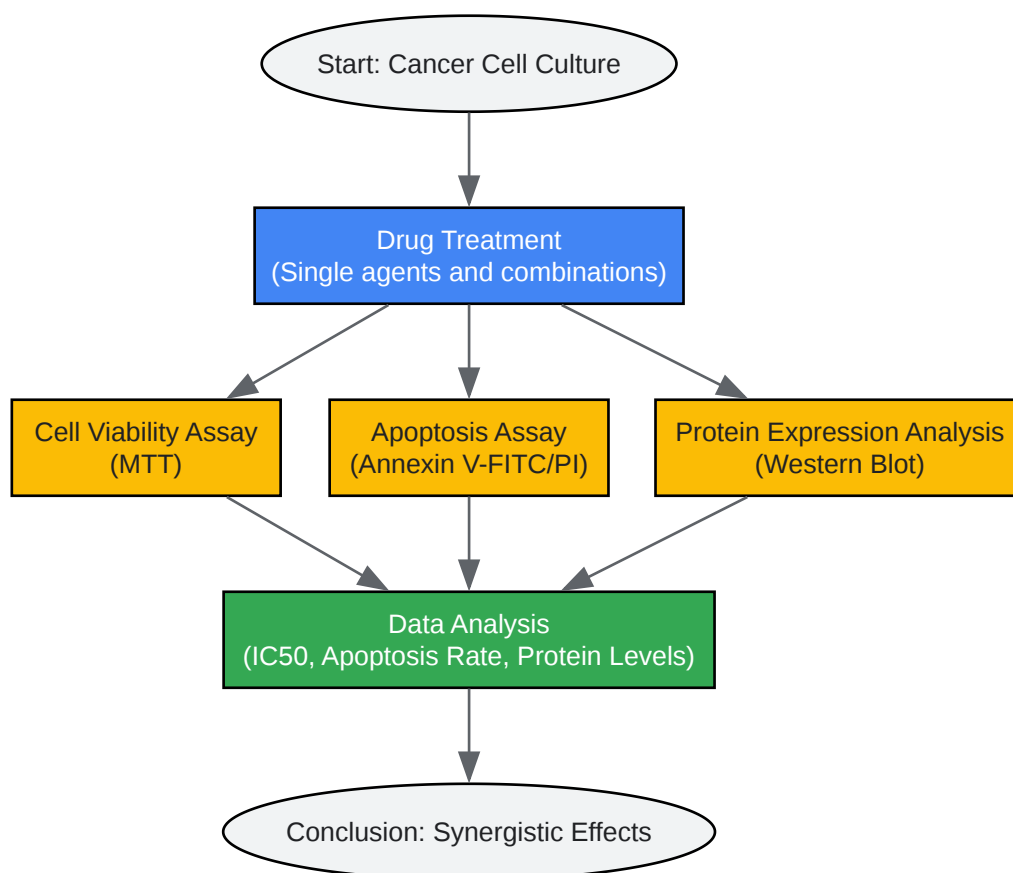 Start: Cancer Cell Culture
Drug Treatment
(Single agents and combinations)
Cell Viability Assay
(MTT)
Apoptosis Assay
(Annexin V-FITC/PI)
Protein Expression Analysis
(Western Blot)
Data Analysis
(IC50, Apoptosis Rate, Protein Levels)
Conclusion: Synergistic Effects